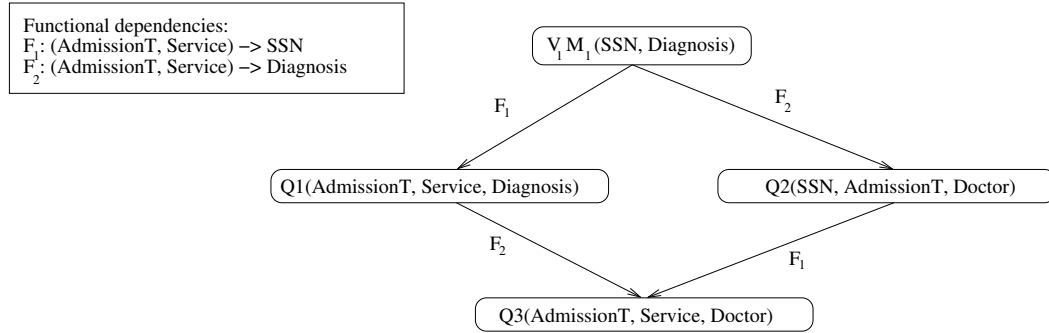 Functional dependencies:
F1: (AdmissionT, Service) −> SSN
F2: (AdmissionT, Service) −> Diagnosis
V1M1(SSN, Diagnosis)
F1
F2
Q1(AdmissionT, Service, Diagnosis)
Q2(SSN, AdmissionT, Doctor)
F2
F1
Q3(AdmissionT, Service, Doctor)